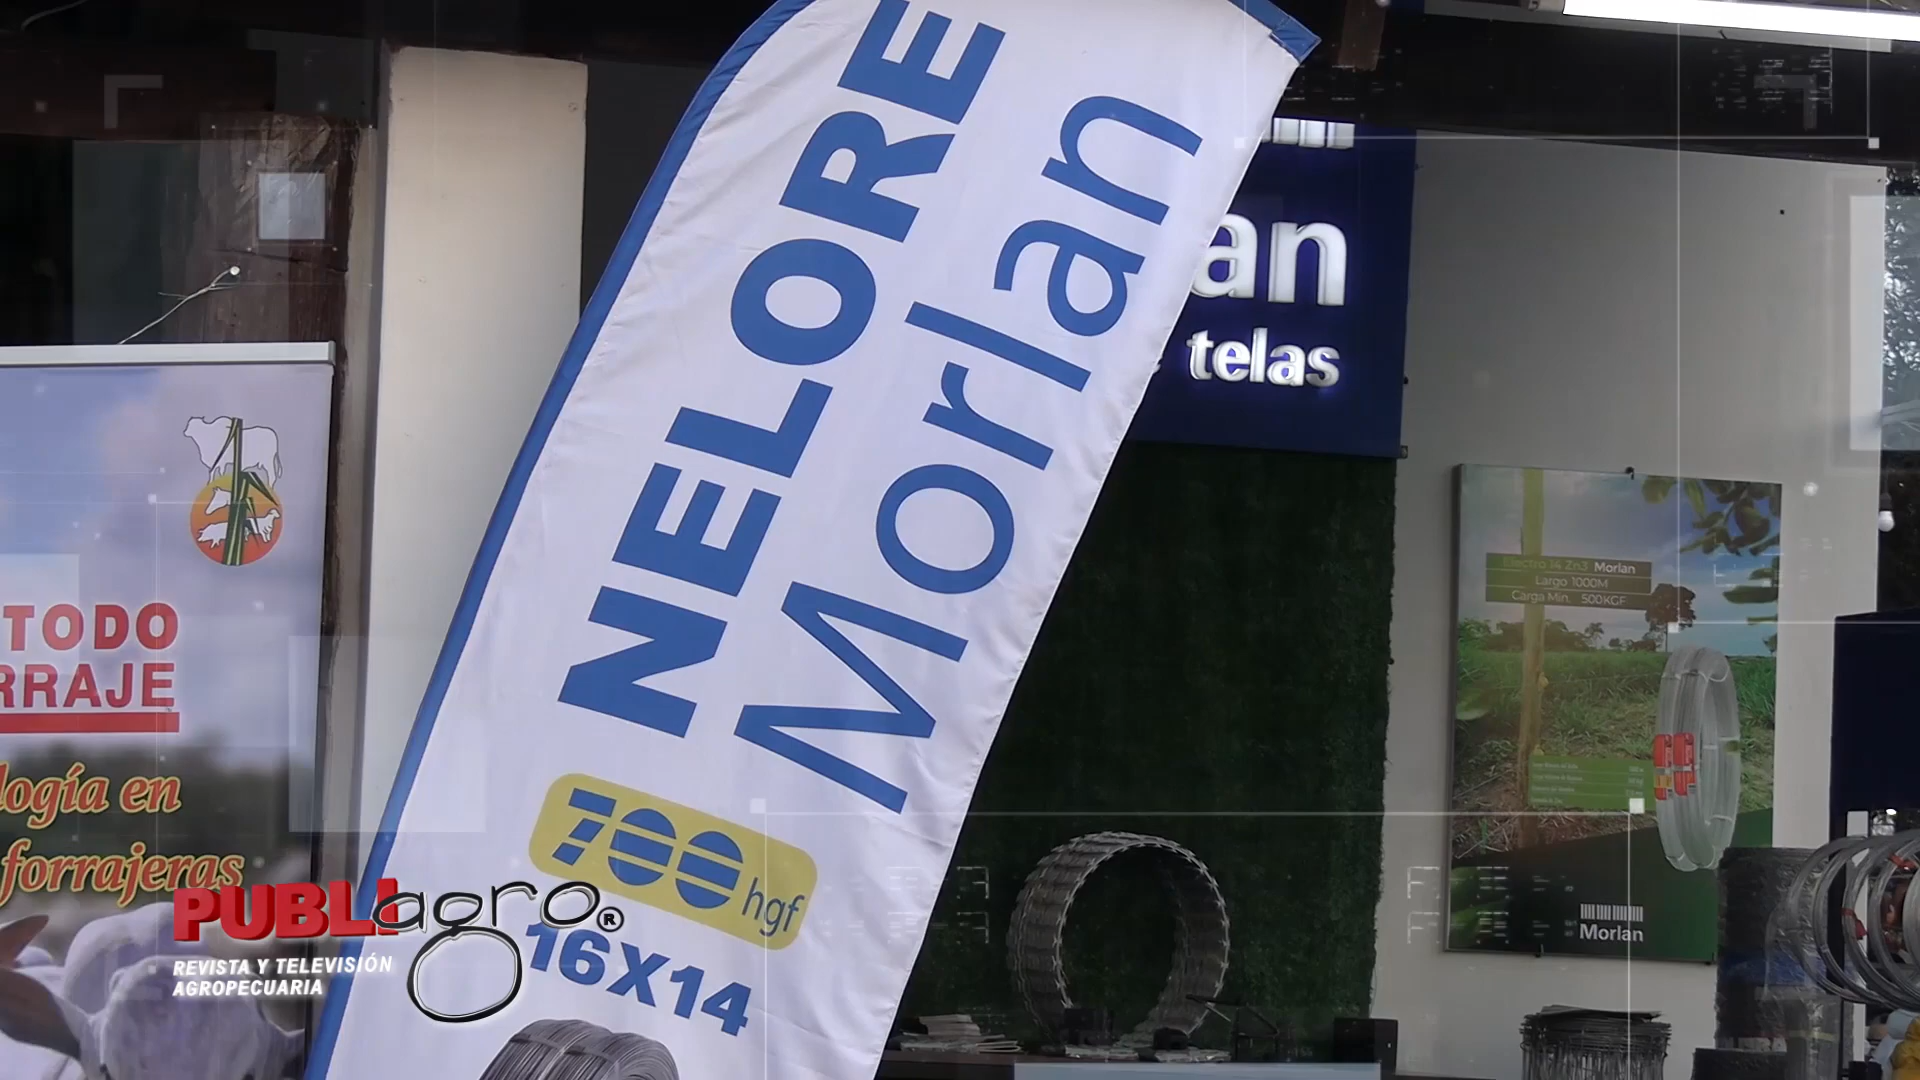 NELORE
Morlan
700 hgf
16X14
an
telas
TODO
RRAJE
logía en
forrajeras
Electro 14 Zn3 Morlan
Largo 1000M
Carga Min. 500KGF
Morlan
PUBLIagro®
REVISTA Y TELEVISIÓN
AGROPECUARIA